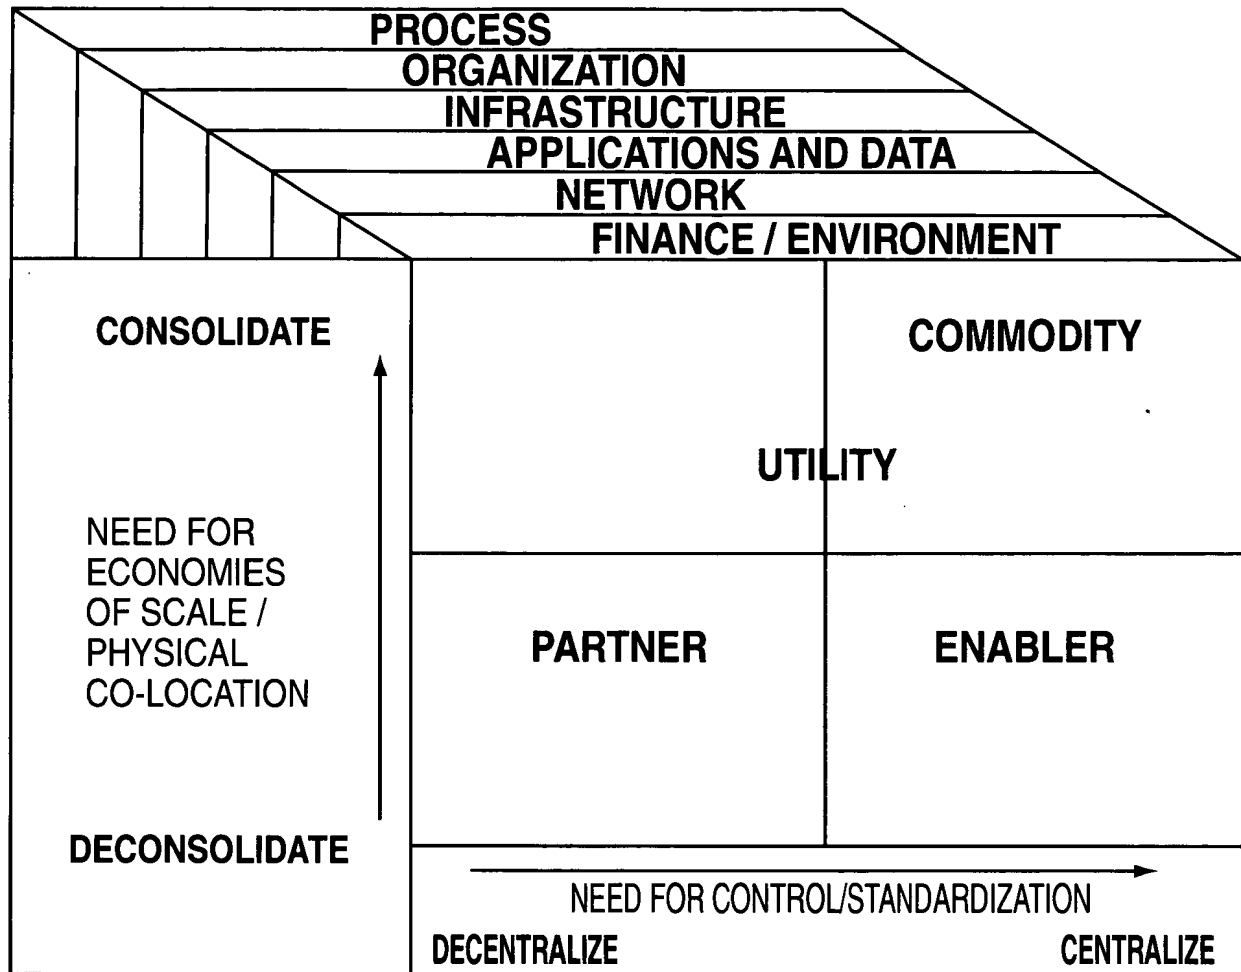 PROCESS
ORGANIZATION
INFRASTRUCTURE
APPLICATIONS AND DATA
NETWORK
FINANCE / ENVIRONMENT
CONSOLIDATE
COMMODITY
UTILITY
NEED FOR
ECONOMIES
OF SCALE /
PHYSICAL
CO-LOCATION
PARTNER
ENABLER
DECONSOLIDATE
NEED FOR CONTROL/STANDARDIZATION
DECENTRALIZE
CENTRALIZE